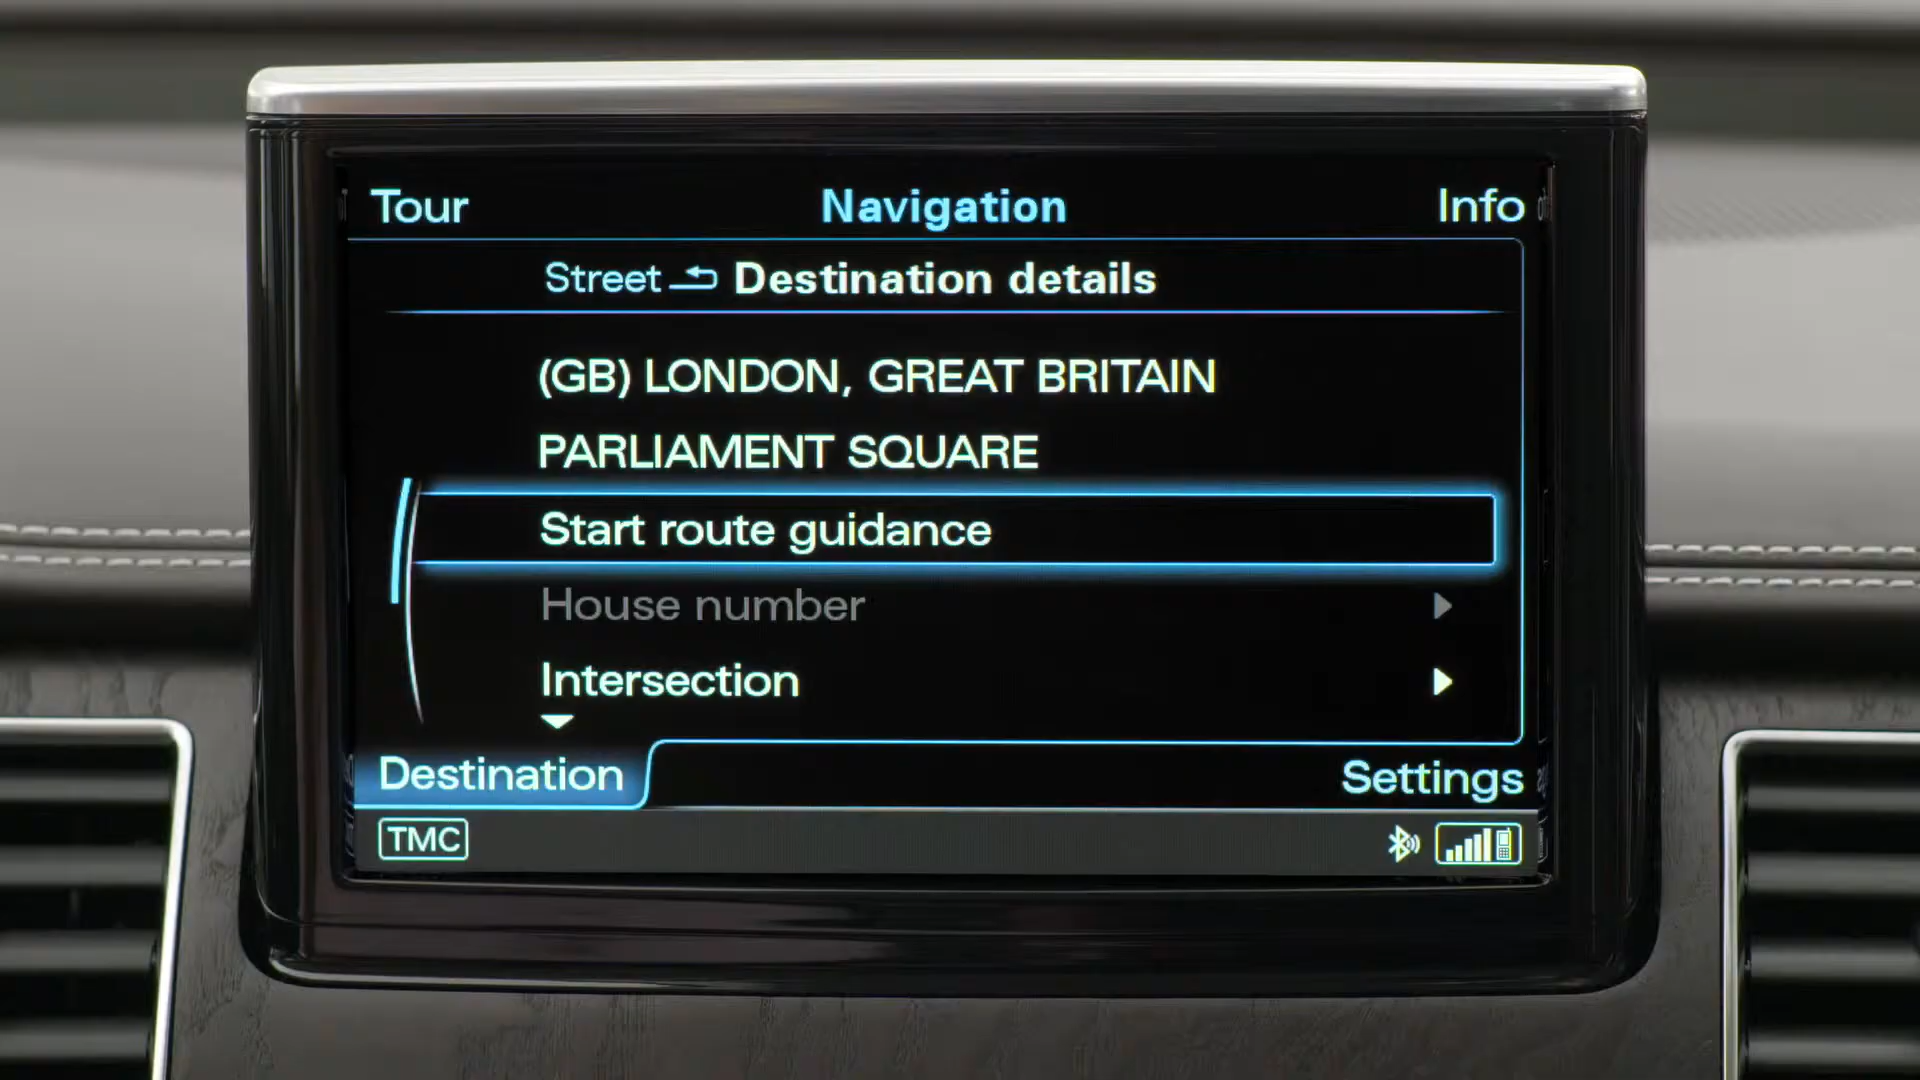 Tour Navigation Info
Street Destination details
(GB) LONDON, GREAT BRITAIN
PARLIAMENT SQUARE
Start route guidance
House number
Intersection
Destination Settings
TMC